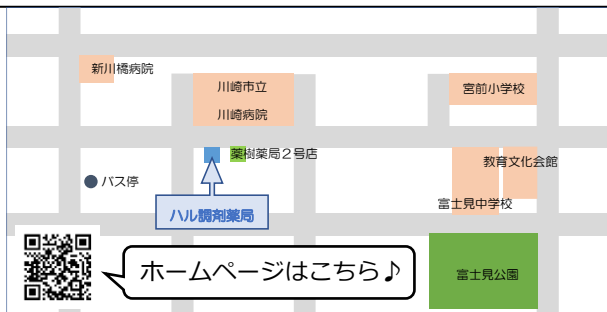 新川橋病院
川崎市立
川崎病院
宮前小学校
薬樹薬局2号店
教育文化会館
バス停
富士見中学校
ハル調剤薬局
ホームページはこちら♪
富士見公園